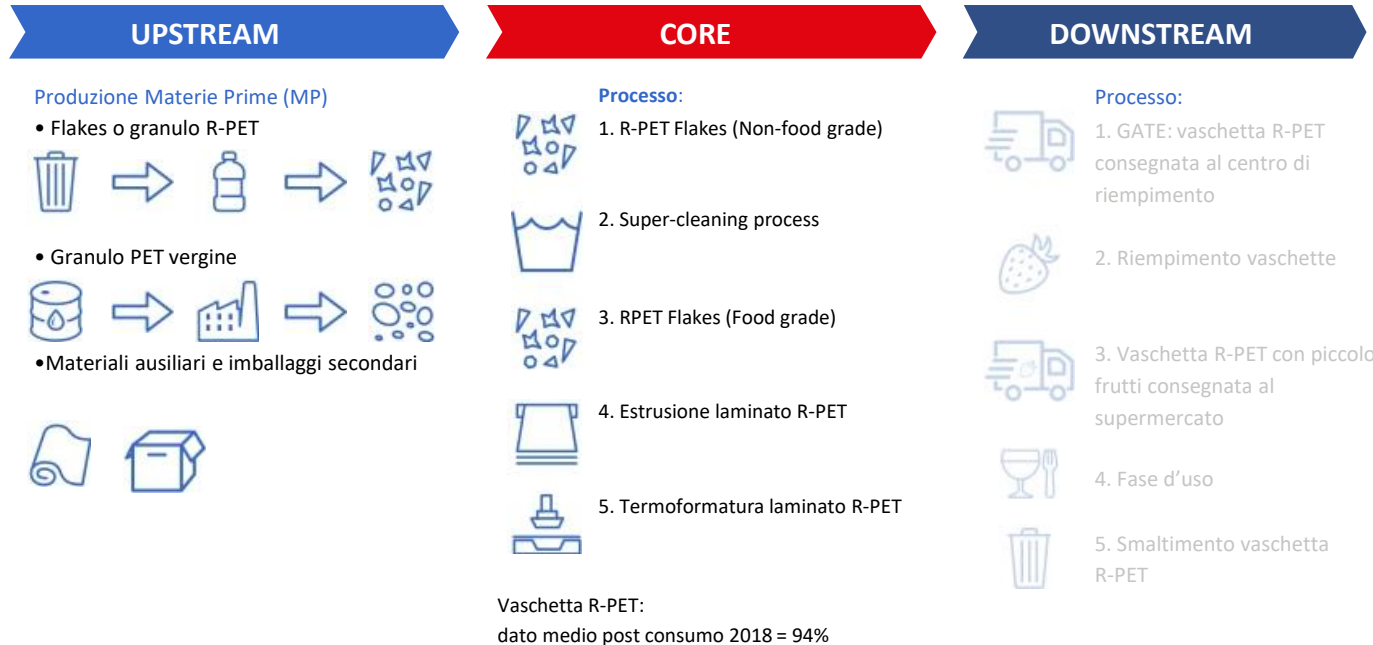 UPSTREAM
Produzione Materie Prime (MP)
• Flakes o granulo R-PET
• Granulo PET vergine
•Materiali ausiliari e imballaggi secondari
CORE
Processo:
1. R-PET Flakes (Non-food grade)
2. Super-cleaning process
3. RPET Flakes (Food grade)
4. Estrusione laminato R-PET
5. Termoformatura laminato R-PET
Vaschetta R-PET:
dato medio post consumo 2018 = 94%
DOWNSTREAM
Processo:
1. GATE: vaschetta R-PET
consegnata al centro di
riempimento
2. Riempimento vaschette
3. Vaschetta R-PET con piccolo
frutti consegnata al
supermercato
4. Fase d’uso
5. Smaltimento vaschetta
R-PET